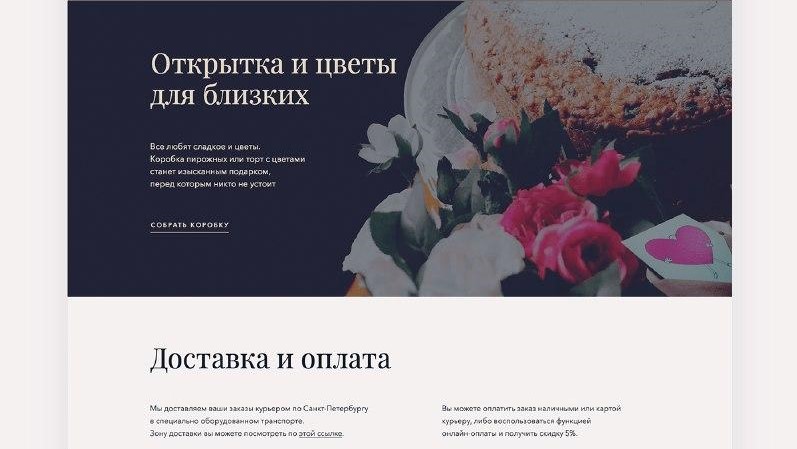 Открытка и цветы
для близких
Все любят сладкое и цветы.
Коробка пирожных или торт с цветами
станет изысканным подарком,
перед которым никто не устоит
СОБРАТЬ КОРОБКУ
Доставка и оплата
Мы доставляем ваши заказы курьером по Санкт-Петербургу
в специально оборудованном транспорте.
Зону доставки вы можете посмотреть по этой ссылке.
Вы можете оплатить заказ наличными или картой
курьеру, либо воспользоваться функцией
онлайн-оплаты и получить скидку 5%.